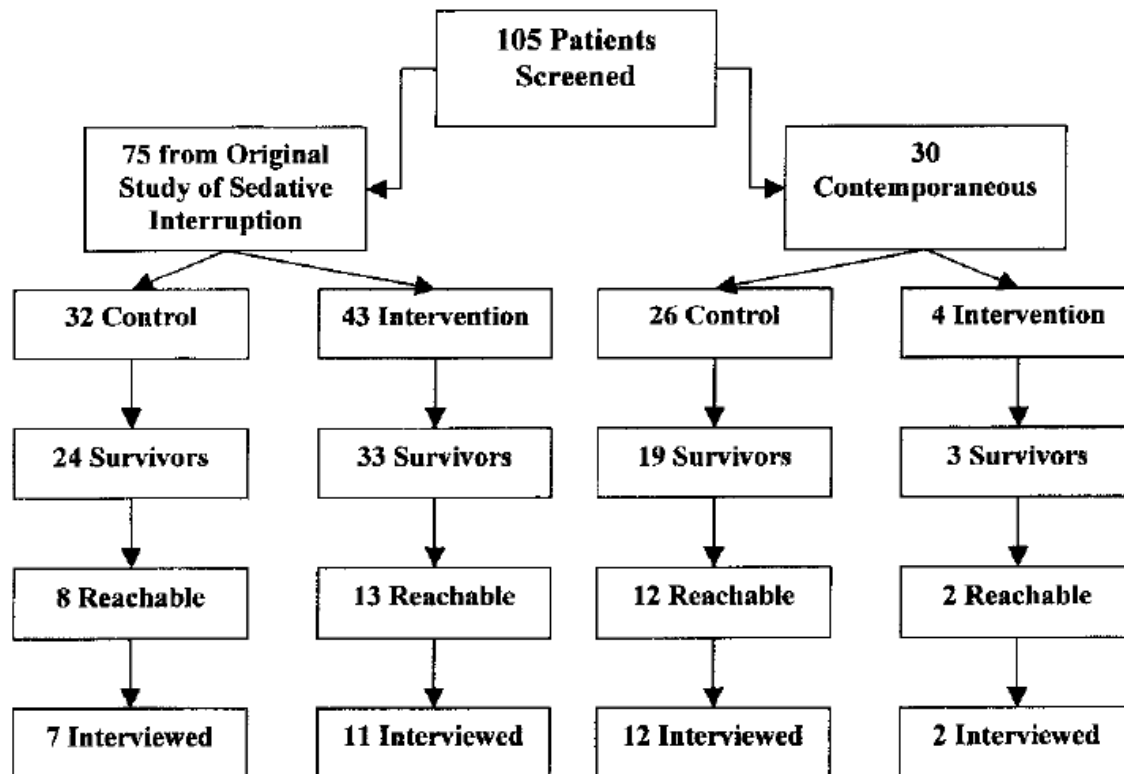 105 Patients
Screened
75 from Original
Study of Sedative
Interruption
30
Contemporaneous
32 Control
43 Intervention
26 Control
4 Intervention
24 Survivors
33 Survivors
19 Survivors
3 Survivors
8 Reachable
13 Reachable
12 Reachable
2 Reachable
7 Interviewed
11 Interviewed
12 Interviewed
2 Interviewed